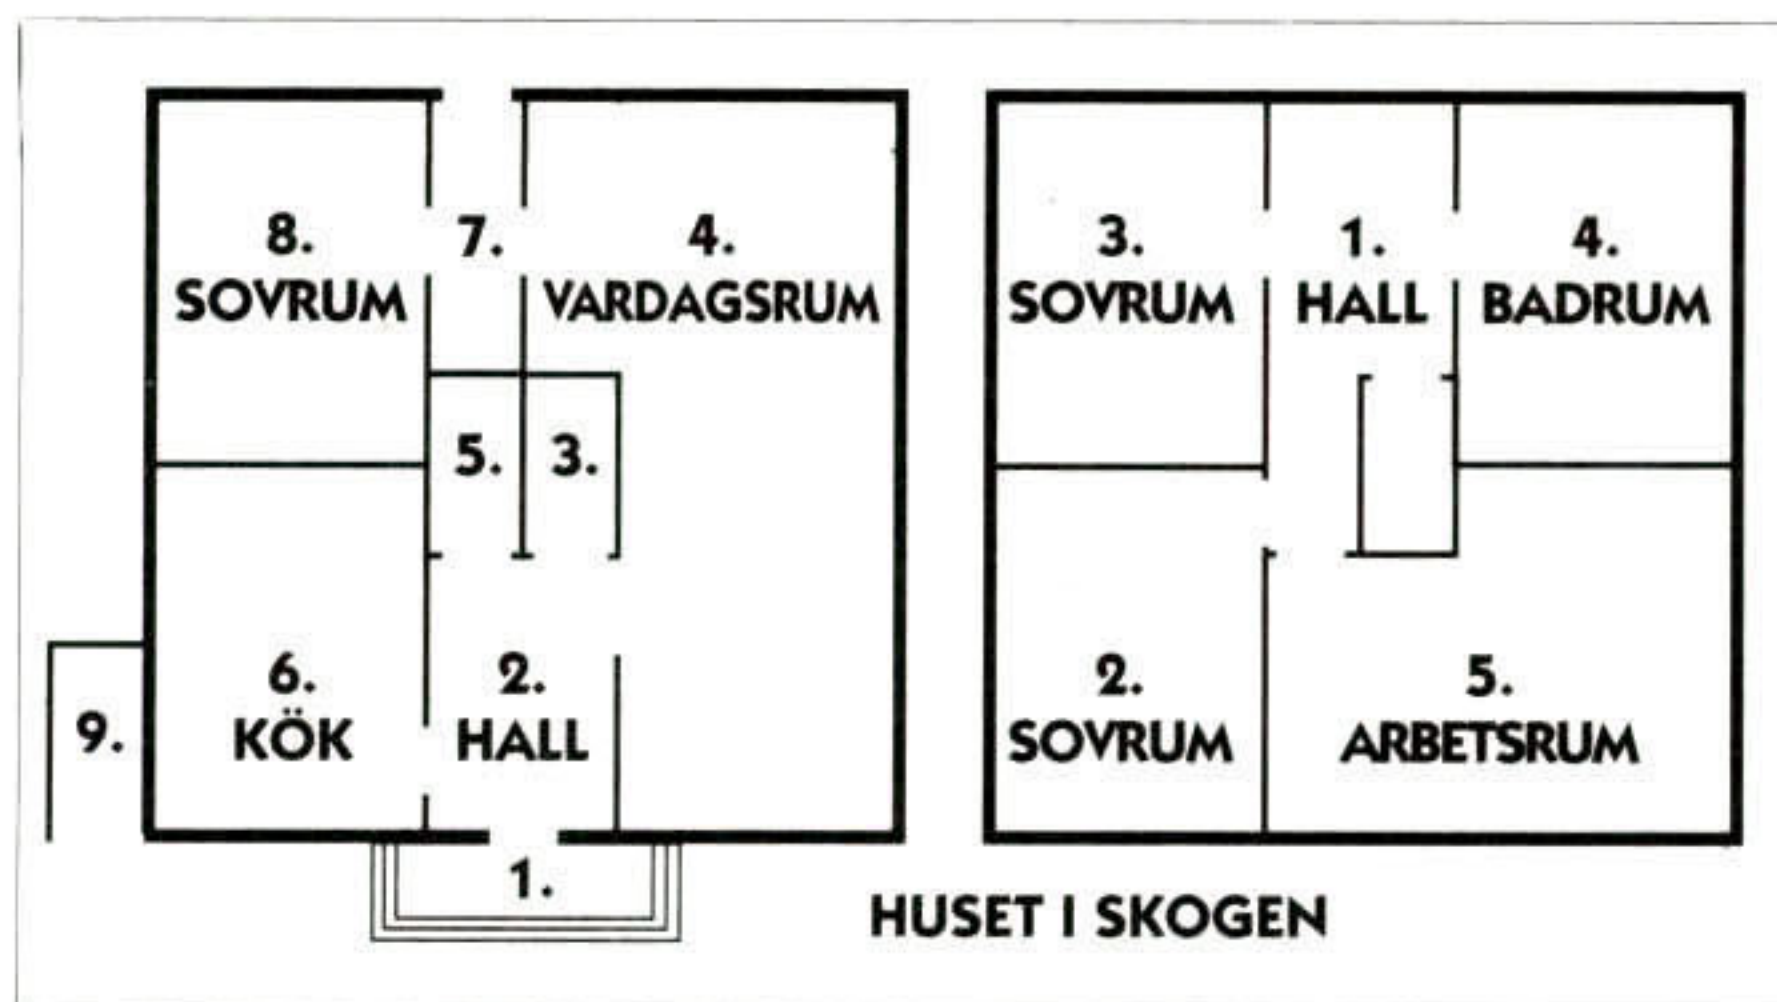 8.
SOVRUM
7.
4.
VARDAGSRUM
5.
3.
6.
KÖK
2.
HALL
9.
1.
3.
SOVRUM
1.
HALL
4.
BADRUM
2.
SOVRUM
5.
ARBETSRUM
HUSET I SKOGEN